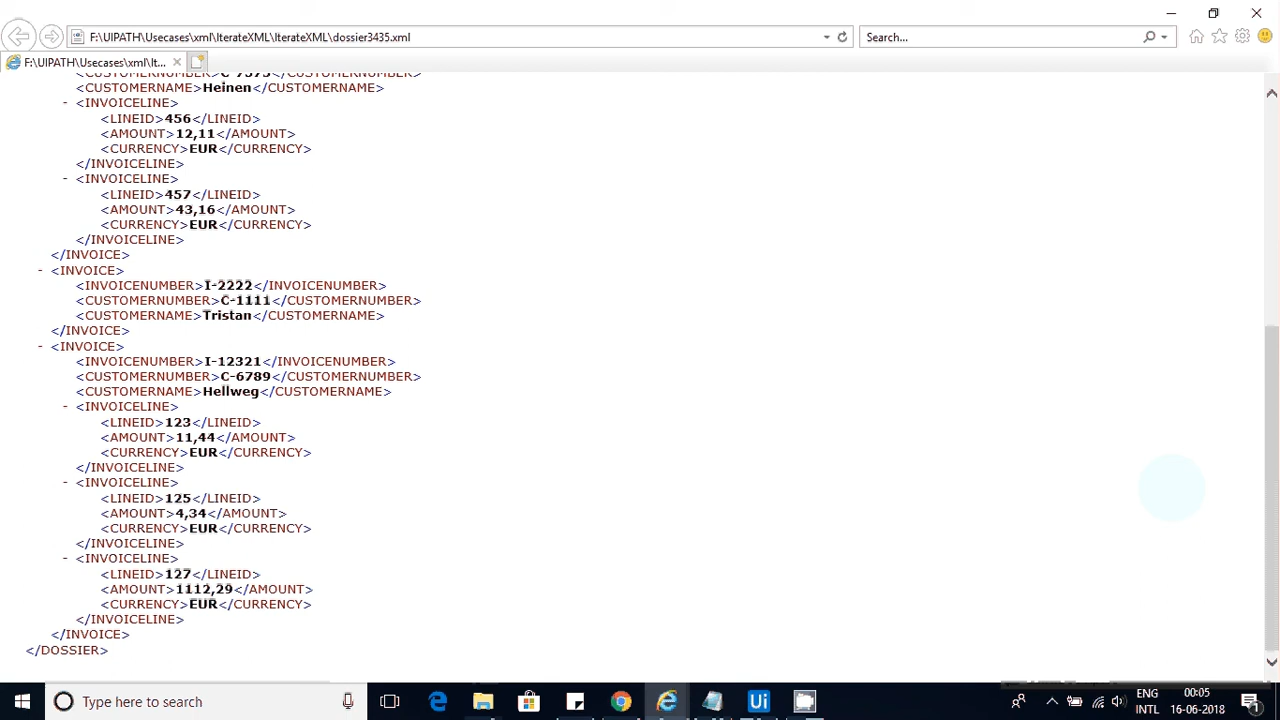 F:\UIPATH\Usecases\xml\IterateXML\IterateXML\dossier3435.xml
Search...
F:\UIPATH\Usecases\xml\It...
<CUSTOMERNUMBER>C-7575</CUSTOMERNUMBER>
<CUSTOMERNAME>Heinen</CUSTOMERNAME>
- <INVOICELINE>
<LINEID>456</LINEID>
<AMOUNT>12,11</AMOUNT>
<CURRENCY>EUR</CURRENCY>
</INVOICELINE>
- <INVOICELINE>
<LINEID>457</LINEID>
<AMOUNT>43,16</AMOUNT>
<CURRENCY>EUR</CURRENCY>
</INVOICELINE>
</INVOICE>
- <INVOICE>
<INVOICENUMBER>I-2222</INVOICENUMBER>
<CUSTOMERNUMBER>C-1111</CUSTOMERNUMBER>
<CUSTOMERNAME>Tristan</CUSTOMERNAME>
</INVOICE>
- <INVOICE>
<INVOICENUMBER>I-12321</INVOICENUMBER>
<CUSTOMERNUMBER>C-6789</CUSTOMERNUMBER>
<CUSTOMERNAME>Hellweg</CUSTOMERNAME>
- <INVOICELINE>
<LINEID>123</LINEID>
<AMOUNT>11,44</AMOUNT>
<CURRENCY>EUR</CURRENCY>
</INVOICELINE>
- <INVOICELINE>
<LINEID>125</LINEID>
<AMOUNT>4,34</AMOUNT>
<CURRENCY>EUR</CURRENCY>
</INVOICELINE>
- <INVOICELINE>
<LINEID>127</LINEID>
<AMOUNT>1112,29</AMOUNT>
<CURRENCY>EUR</CURRENCY>
</INVOICELINE>
</INVOICE>
</DOSSIER>
Type here to search
Ui
ENG
INTL
00:05
16-06-2018
1